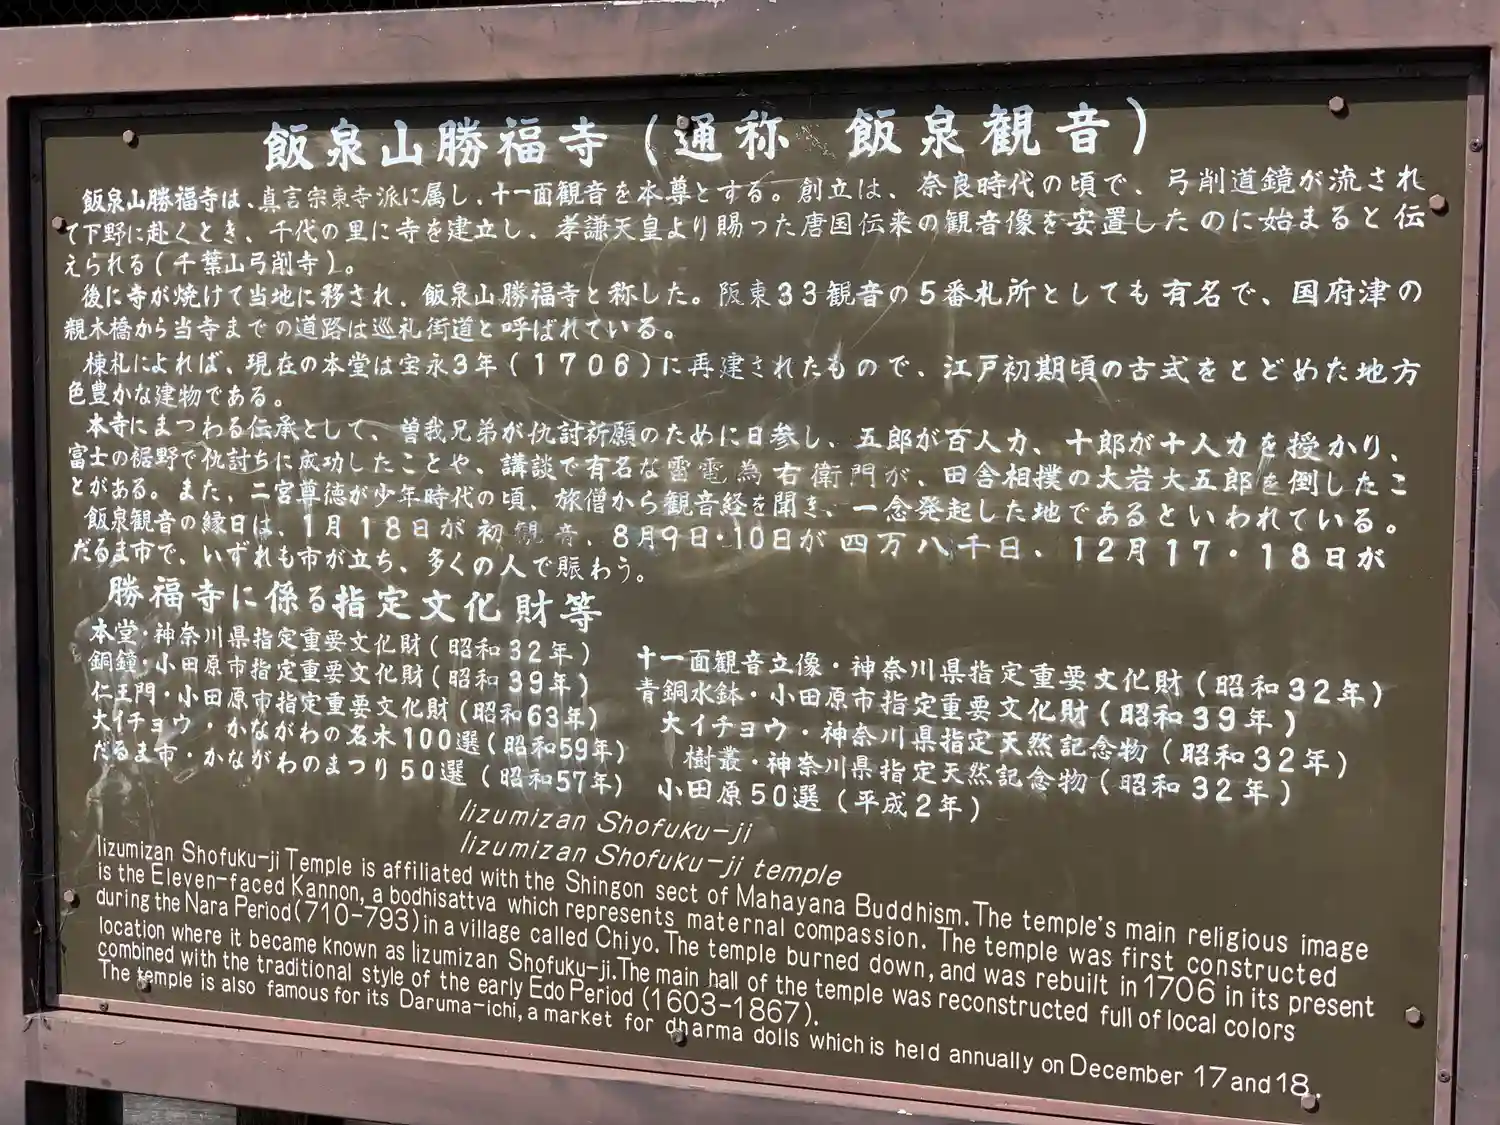 飯泉山勝福寺（通称　飯泉観音）
飯泉山勝福寺は、真言宗東寺派に属し、十一面観音を本尊とする。創立は、奈良時代の頃で、弓削道鏡が流され
て下野に赴くとき、千代の里に寺を建立し、孝謙天皇より賜った唐国伝来の観音像を安置したのに始まると伝
えられる（千葉山弓削寺）。
後に寺が焼けて当地に移され、飯泉山勝福寺と称した。阪東３３観音の５番札所としても有名で、国府津の
親木橋から当寺までの道路は巡礼街道と呼ばれている。
棟札によれば、現在の本堂は宝永３年（１７０６）に再建されたもので、江戸初期頃の古式をとどめた地方
色豊かな建物である。
本寺にまつわる伝承として、曽我兄弟が仇討祈願のために日参し、五郎が百人力、十郎が十人力を授かり、
富士の裾野で仇討ちに成功したことや、講談で有名な雷電為右衛門が、田舎相撲の大岩大五郎を倒したこ
とがある。また、二宮尊徳が少年時代の頃、旅僧から観音経を聞き、一念発起した地であるといわれている。
飯泉観音の縁日は、１月１８日が初観音、８月９日・１０日が四万八千日、１２月１７・１８日が
だるま市で、いずれも市が立ち、多くの人で賑わう。
勝福寺に係る指定文化財等
本堂・神奈川県指定重要文化財（昭和３２年）　十一面観音立像・神奈川県指定重要文化財（昭和３２年）
銅鐘・小田原市指定重要文化財（昭和３９年）　青銅水鉢・小田原市指定重要文化財（昭和３９年）
仁王門・小田原市指定重要文化財（昭和63年）　大イチョウ・神奈川県指定天然記念物（昭和３２年）
大イチョウ・かながわの名木１００選（昭和59年）　樹叢・神奈川県指定天然記念物（昭和３２年）
だるま市・かながわのまつり５０選（昭和57年）　小田原５０選（平成２年）
Iizumizan Shofuku-ji
Iizumizan Shofuku-ji temple
Iizumizan Shofuku-ji Temple is affiliated with the Shingon sect of Mahayana Buddhism. The temple's main religious image
is the Eleven-faced Kannon, a bodhisattva which represents maternal compassion. The temple was first constructed
during the Nara Period (710-793) in a village called Chiyo. The temple burned down, and was rebuilt in 1706 in its present
location where it became known as Iizumizan Shofuku-ji. The main hall of the temple was reconstructed full of local colors
combined with the traditional style of the early Edo Period (1603-1867).
The temple is also famous for its Daruma-ichi, a market for dharma dolls which is held annually on December 17 and 18.